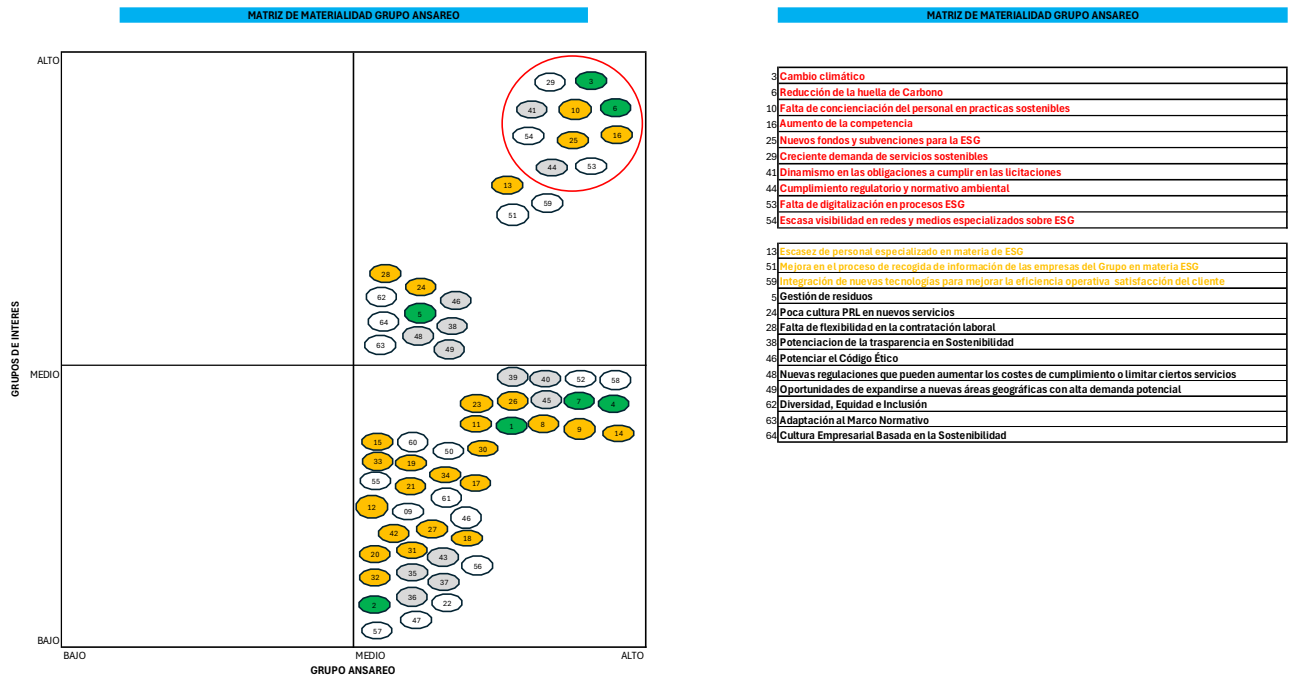 MATRIZ DE MATERIALIDAD GRUPO ANSAREO
ALTO
29 3
41 10 6
54 25 16
44 53
13
59
51
28
24
62 46
5
64 38
48
63 49
GRUPOS DE INTERES
MEDIO
39 40 52 58
23 26 45 7 4
11 1 8 9 14
15 60 50 30
33 19
55 21 34 17
61
12 09 46
42 27 18
20 31 43 56
32 35 37
2 36 22
47
57
BAJO
BAJO MEDIO ALTO
GRUPO ANSAREO
MATRIZ DE MATERIALIDAD GRUPO ANSAREO
3 Cambio climático
6 Reducción de la huella de Carbono
10 Falta de concienciación del personal en practicas sostenibles
16 Aumento de la competencia
25 Nuevos fondos y subvenciones para la ESG
29 Creciente demanda de servicios sostenibles
41 Dinamismo en las obligaciones a cumplir en las licitaciones
44 Cumplimiento regulatorio y normativo ambiental
53 Falta de digitalización en procesos ESG
54 Escasa visibilidad en redes y medios especializados sobre ESG
13 Escasez de personal especializado en materia de ESG
51 Mejora en el proceso de recogida de información de las empresas del Grupo en materia ESG
59 Integración de nuevas tecnologías para mejorar la eficiencia operativa satisfacción del cliente
5 Gestión de residuos
24 Poca cultura PRL en nuevos servicios
28 Falta de flexibilidad en la contratación laboral
38 Potenciacion de la trasparencia en Sostenibilidad
46 Potenciar el Código Ético
48 Nuevas regulaciones que pueden aumentar los costes de cumplimiento o limitar ciertos servicios
49 Oportunidades de expandirse a nuevas áreas geográficas con alta demanda potencial
62 Diversidad, Equidad e Inclusión
63 Adaptación al Marco Normativo
64 Cultura Empresarial Basada en la Sostenibilidad